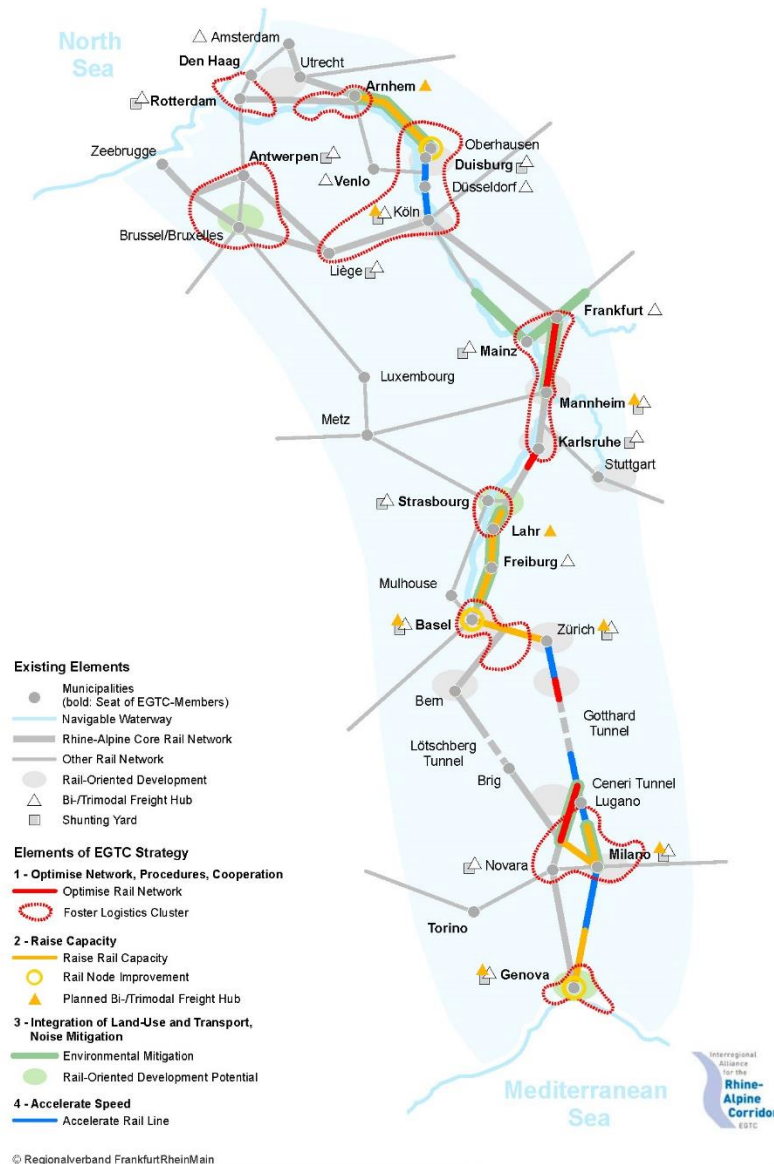 North
Sea
Amsterdam
Den Haag
Utrecht
Arnhem
Rotterdam
Oberhausen
Zeebrugge
Antwerpen
Duisburg
Venlo
Düsseldorf
Köln
Brussel/Bruxelles
Liège
Frankfurt
Mainz
Luxembourg
Mannheim
Metz
Karlsruhe
Stuttgart
Strasbourg
Lahr
Freiburg
Mulhouse
Basel
Zürich
Bern
Gotthard
Tunnel
Lötschberg
Tunnel
Brig
Ceneri Tunnel
Lugano
Milano
Novara
Torino
Genova
Mediterranean
Sea
Existing Elements
Municipalities
(bold: Seat of EGTC-Members)
Navigable Waterway
Rhine-Alpine Core Rail Network
Other Rail Network
Rail-Oriented Development
Bi-/Trimodal Freight Hub
Shunting Yard
Elements of EGTC Strategy
1 - Optimise Network, Procedures, Cooperation
Optimise Rail Network
Foster Logistics Cluster
2 - Raise Capacity
Raise Rail Capacity
Rail Node Improvement
Planned Bi-/Trimodal Freight Hub
3 - Integration of Land-Use and Transport,
Noise Mitigation
Environmental Mitigation
Rail-Oriented Development Potential
4 - Accelerate Speed
Accelerate Rail Line
© Regionalverband FrankfurtRheinMain
Interregional
Alliance
for the
Rhine-
Alpine
Corridor
EGTC